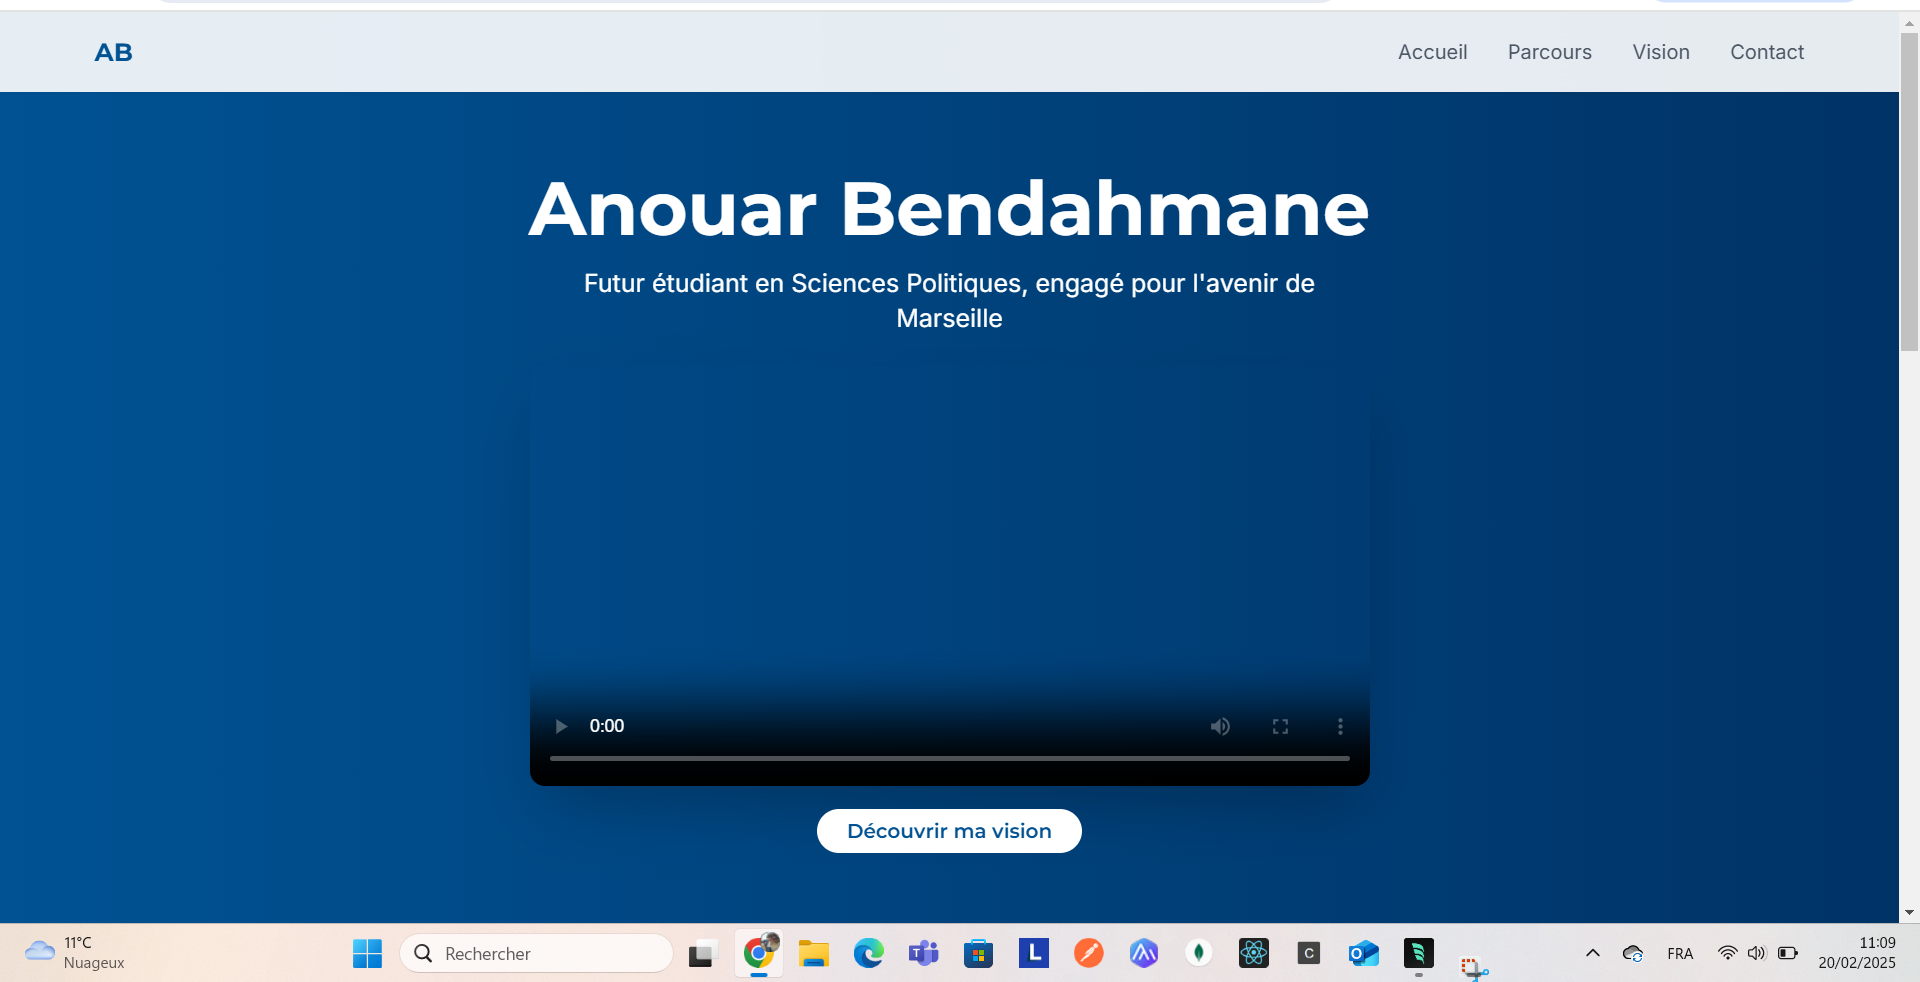 AB
Accueil
Parcours
Vision
Contact
Anouar Bendahmane
Futur étudiant en Sciences Politiques, engagé pour l'avenir de
Marseille
0:00
Découvrir ma vision
11°C
Nuageux
Rechercher
T
L
C
O
FRA
11:09
20/02/2025